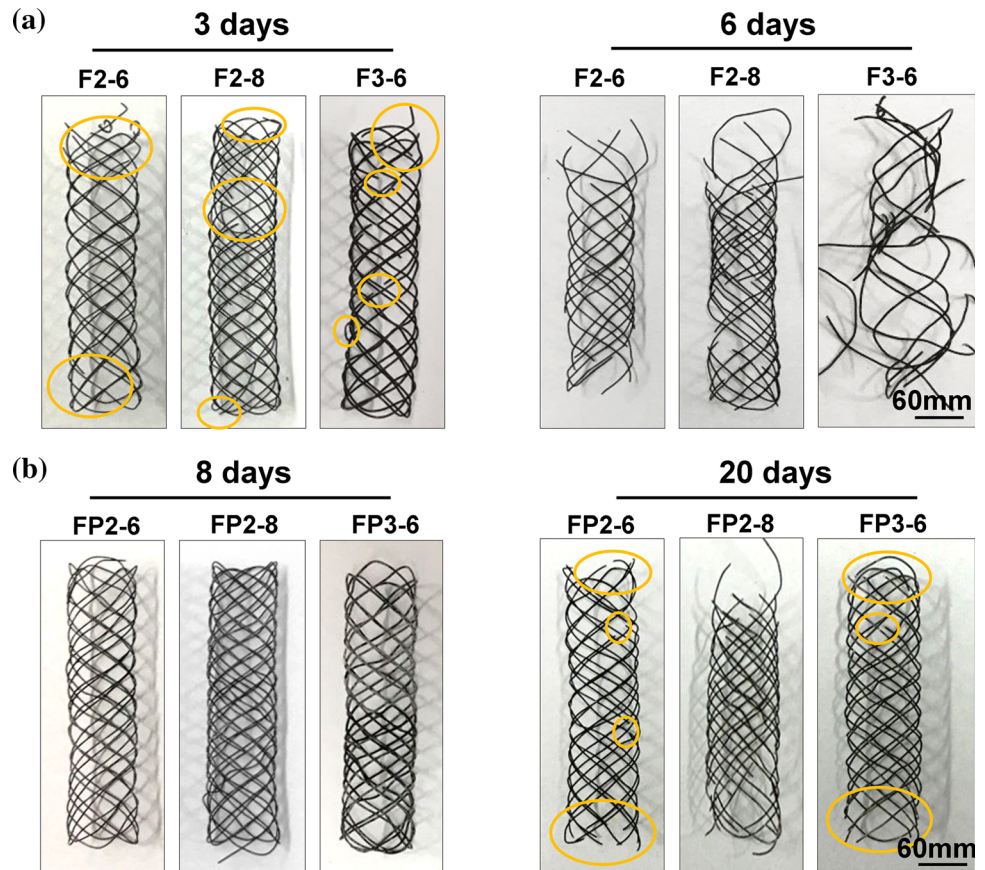 (a)
3 days
6 days
F2-6
F2-8
F3-6
F2-6
F2-8
F3-6
60mm
(b)
8 days
20 days
FP2-6
FP2-8
FP3-6
FP2-6
FP2-8
FP3-6
60mm